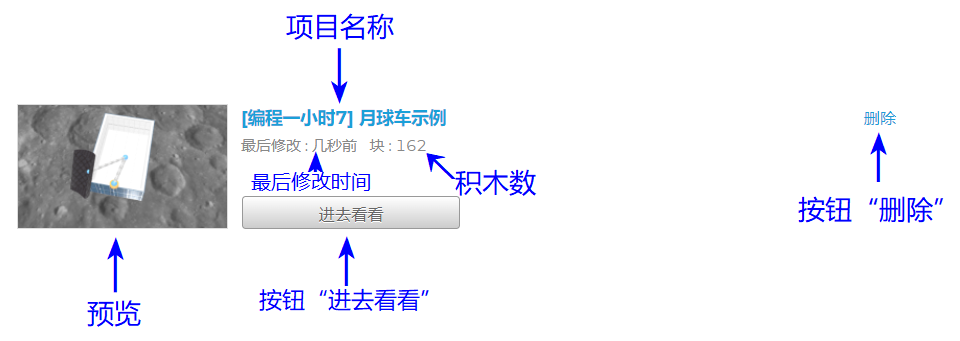 项目名称
[编程一小时7] 月球车示例
删除
最后修改 : 几秒前 块 : 162
最后修改时间
积木数
进去看看
按钮“删除”
按钮“进去看看”
预览